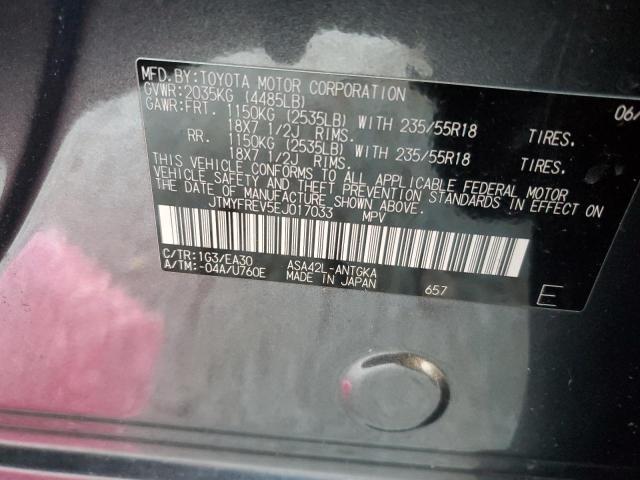 MFD.BY:TOYOTA MOTOR CORPORATION 06/
GVWR:2035KG (4485LB)
GAWR:FRT. 1150KG (2535LB) WITH 235/55R18 TIRES.
18X7 1/2J RIMS.
RR. 1150KG (2535LB) WITH 235/55R18 TIRES.
18X7 1/2J RIMS.
THIS VEHICLE CONFORMS TO ALL APPLICABLE FEDERAL MOTOR
VEHICLE SAFETY AND THEFT PREVENTION STANDARDS IN EFFECT ON
THE DATE OF MANUFACTURE SHOWN ABOVE.
JTMYFREV5EJ017033 MPV
C/TR:1G3/EA30 ASA42L-ANTGKA
A/TM:-04A/U760E MADE IN JAPAN 657
E